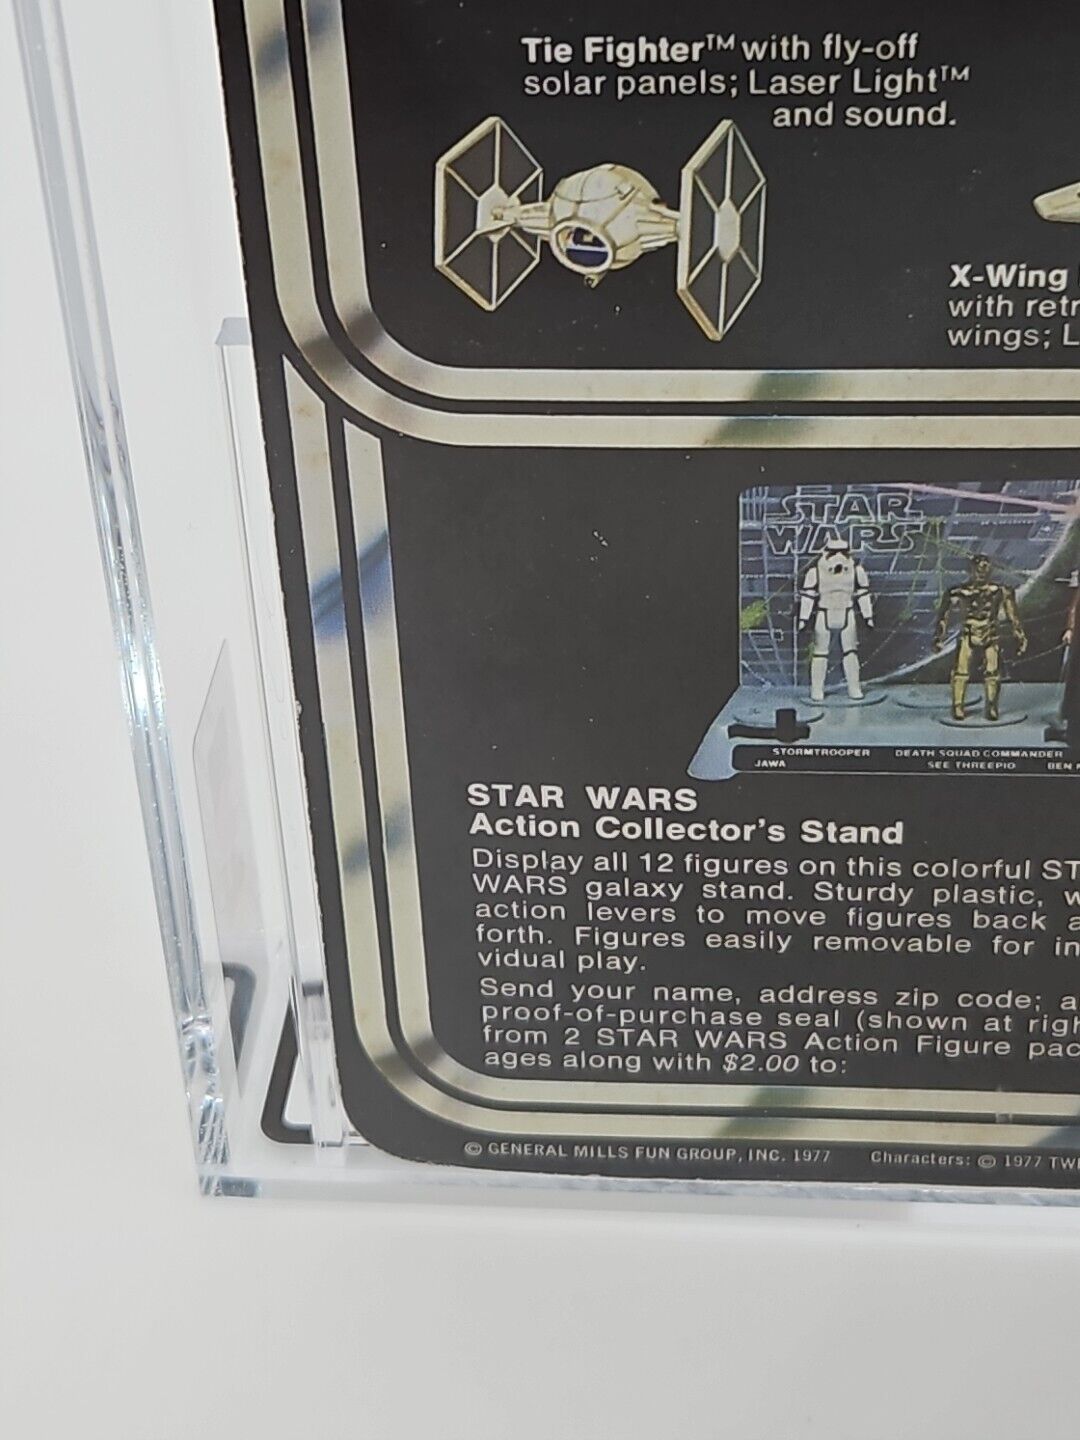 Tie Fighter™ with fly-off
solar panels; Laser Light™
and sound.
X-Wing
with
wings;
STAR
WARS
STORMTROOPER DEATH SQUAD COMMANDER
JAWA SEE THREEPIO BEN
STAR WARS
Action Collector's Stand
Display all 12 figures on this colorful ST
WARS galaxy stand. Sturdy plastic, w
action levers to move figures back a
forth. Figures easily removable for in
vidual play.
Send your name, address zip code; a
proof-of-purchase seal (shown at righ
from 2 STAR WARS Action Figure pac
ages along with $2.00 to:
© GENERAL MILLS FUN GROUP, INC. 1977 Characters: © 1977 TW